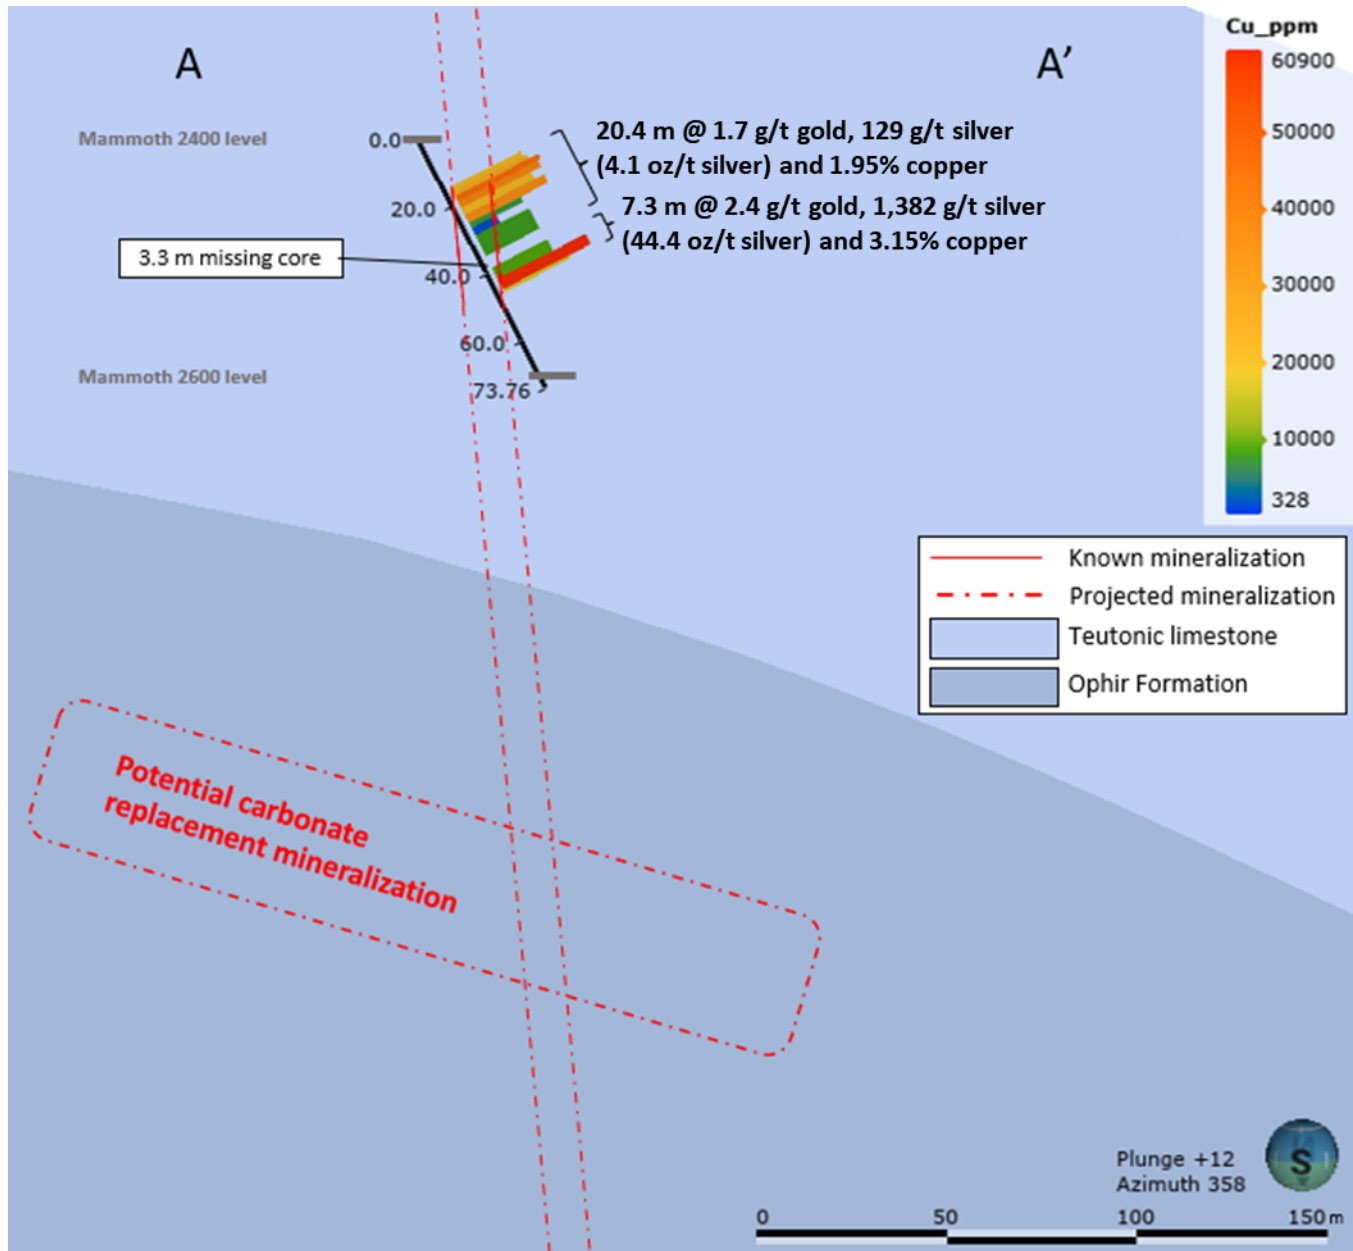 Cu_ppm
60900
50000
40000
30000
20000
10000
328
A
A’
Mammoth 2400 level
0.0
20.4 m @ 1.7 g/t gold, 129 g/t silver
(4.1 oz/t silver) and 1.95% copper
20.0
7.3 m @ 2.4 g/t gold, 1,382 g/t silver
(44.4 oz/t silver) and 3.15% copper
3.3 m missing core
40.0
60.0
Mammoth 2600 level
73.76
Known mineralization
Projected mineralization
Teutonic limestone
Ophir Formation
Potential carbonate
replacement mineralization
Plunge +12
Azimuth 358
S
0 50 100 150 m